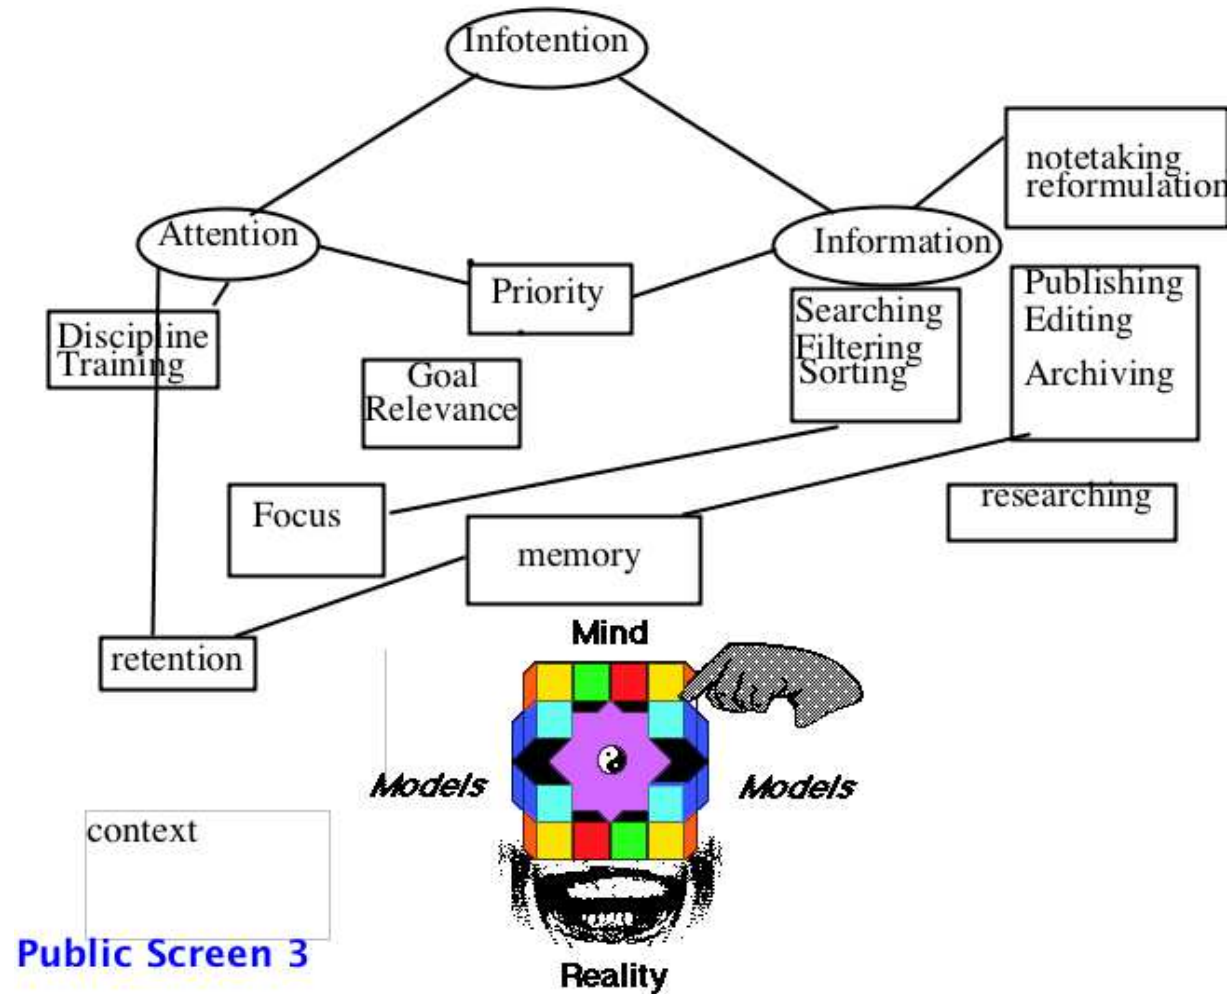 Infotention
notetaking
reformulation
Attention
Information
Priority
Publishing
Editing
Archiving
Searching
Filtering
Sorting
Discipline
Training
Goal
Relevance
Focus
researching
memory
Mind
retention
Models
Models
context
Public Screen 3
Reality